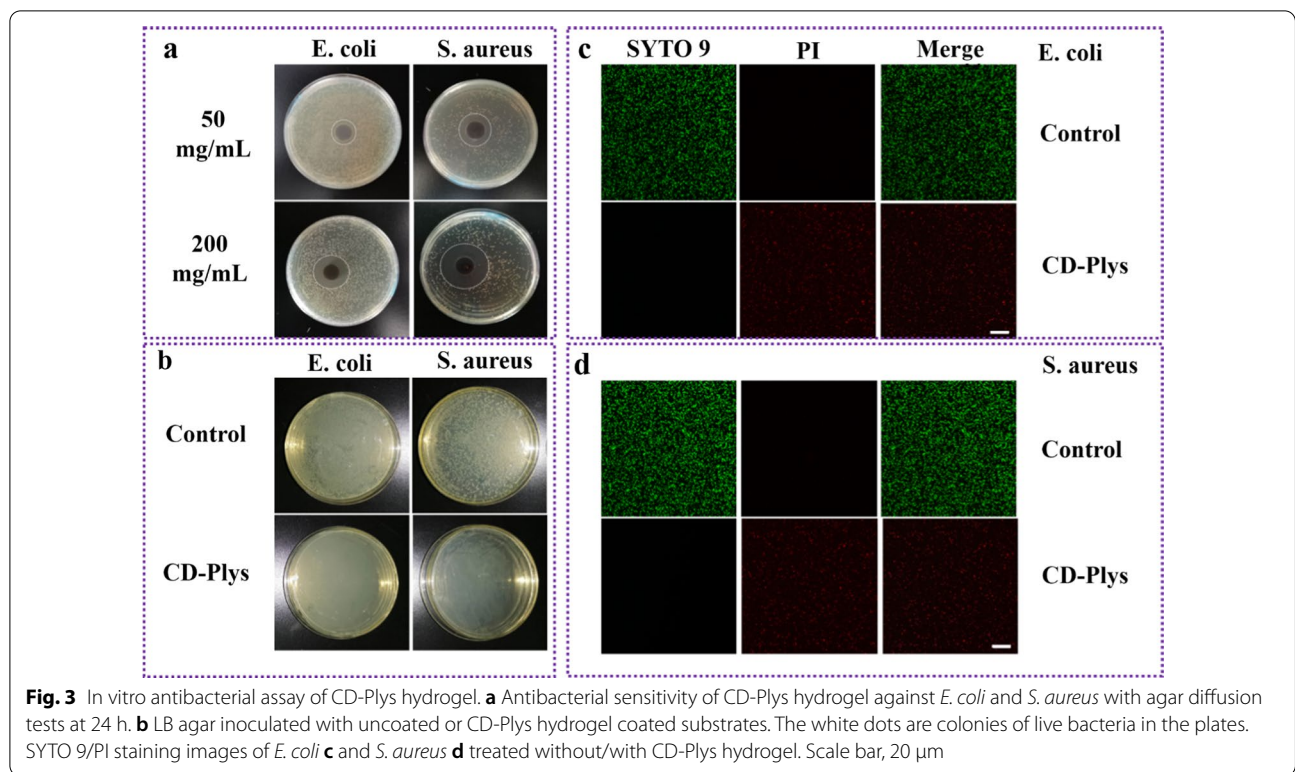 a
E. coli
S. aureus
50
mg/mL
200
mg/mL
b
E. coli
S. aureus
Control
CD-Plys
c
SYTO 9
PI
Merge
E. coli
Control
CD-Plys
d
S. aureus
Control
CD-Plys
Fig. 3 In vitro antibacterial assay of CD-Plys hydrogel. a Antibacterial sensitivity of CD-Plys hydrogel against E. coli and S. aureus with agar diffusion
tests at 24 h. b LB agar inoculated with uncoated or CD-Plys hydrogel coated substrates. The white dots are colonies of live bacteria in the plates.
SYTO 9/PI staining images of E. coli c and S. aureus d treated without/with CD-Plys hydrogel. Scale bar, 20 μm